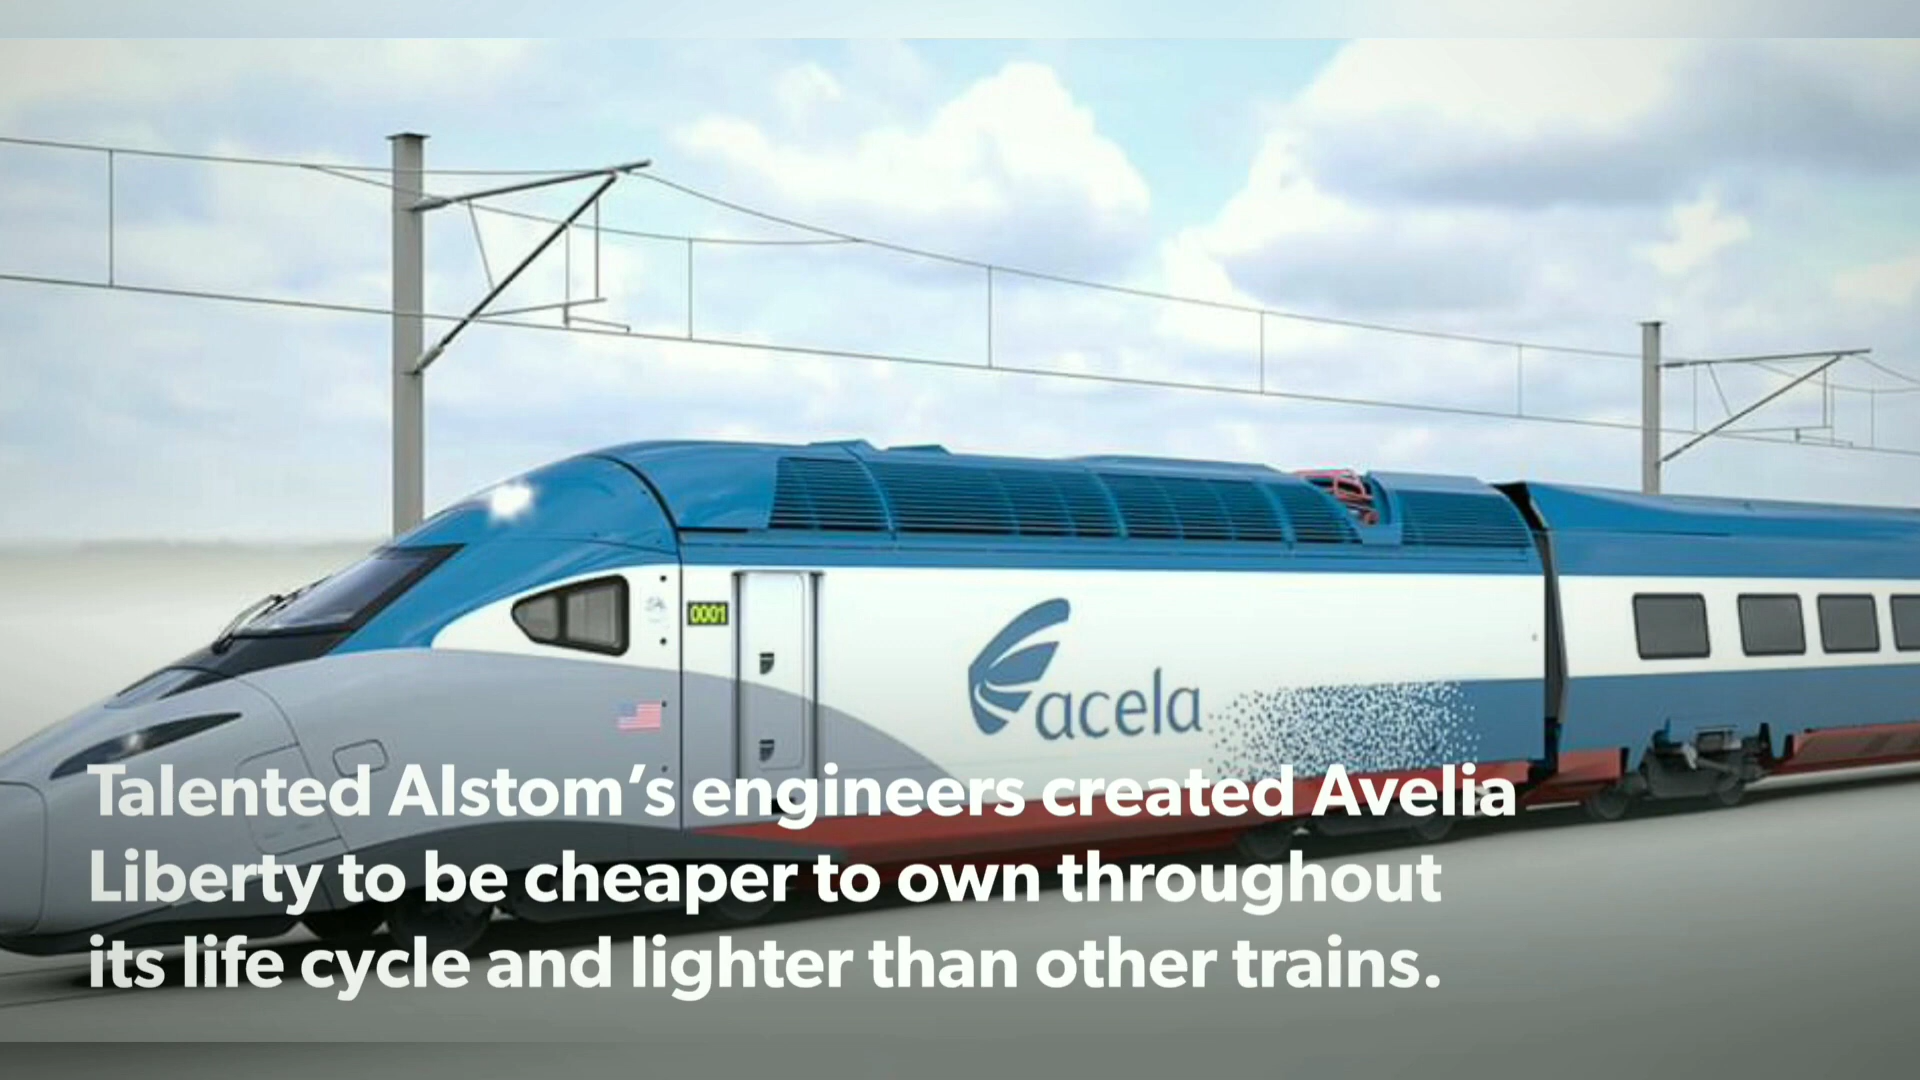 0001
acela
Talented Alstom’s engineers created Avelia
Liberty to be cheaper to own throughout
its life cycle and lighter than other trains.